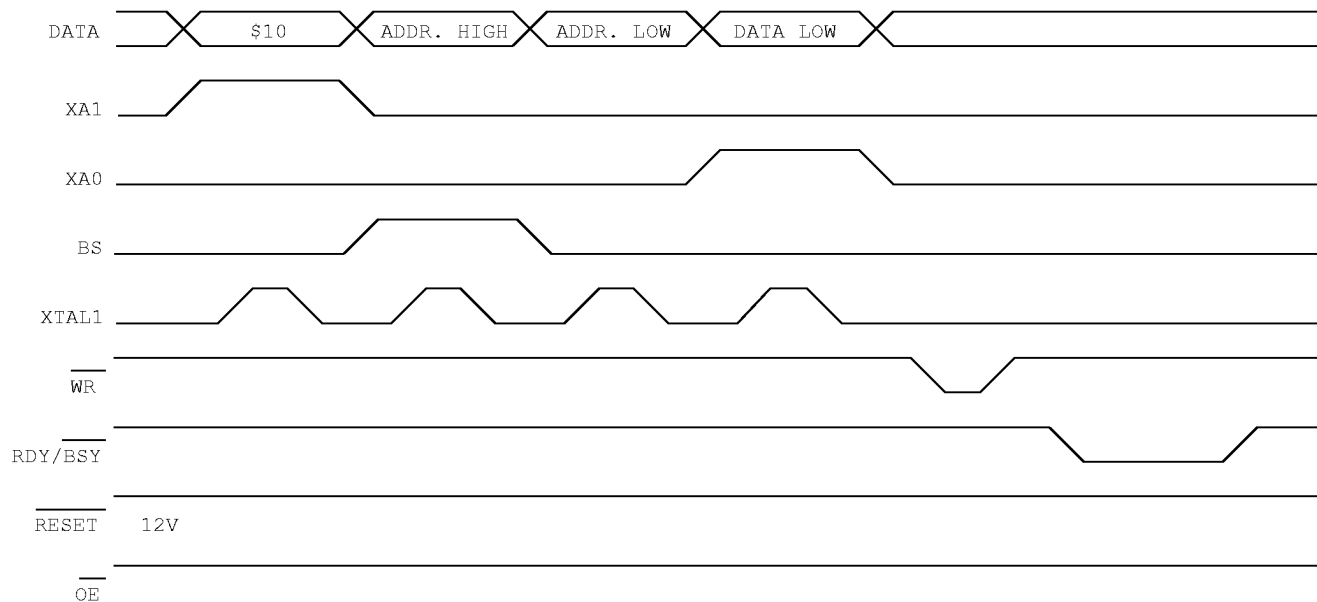 DATA $10 ADDR. HIGH ADDR. LOW DATA LOW
XA1
XA0
BS
XTAL1
WR
RDY/BSY
RESET 12V
OE